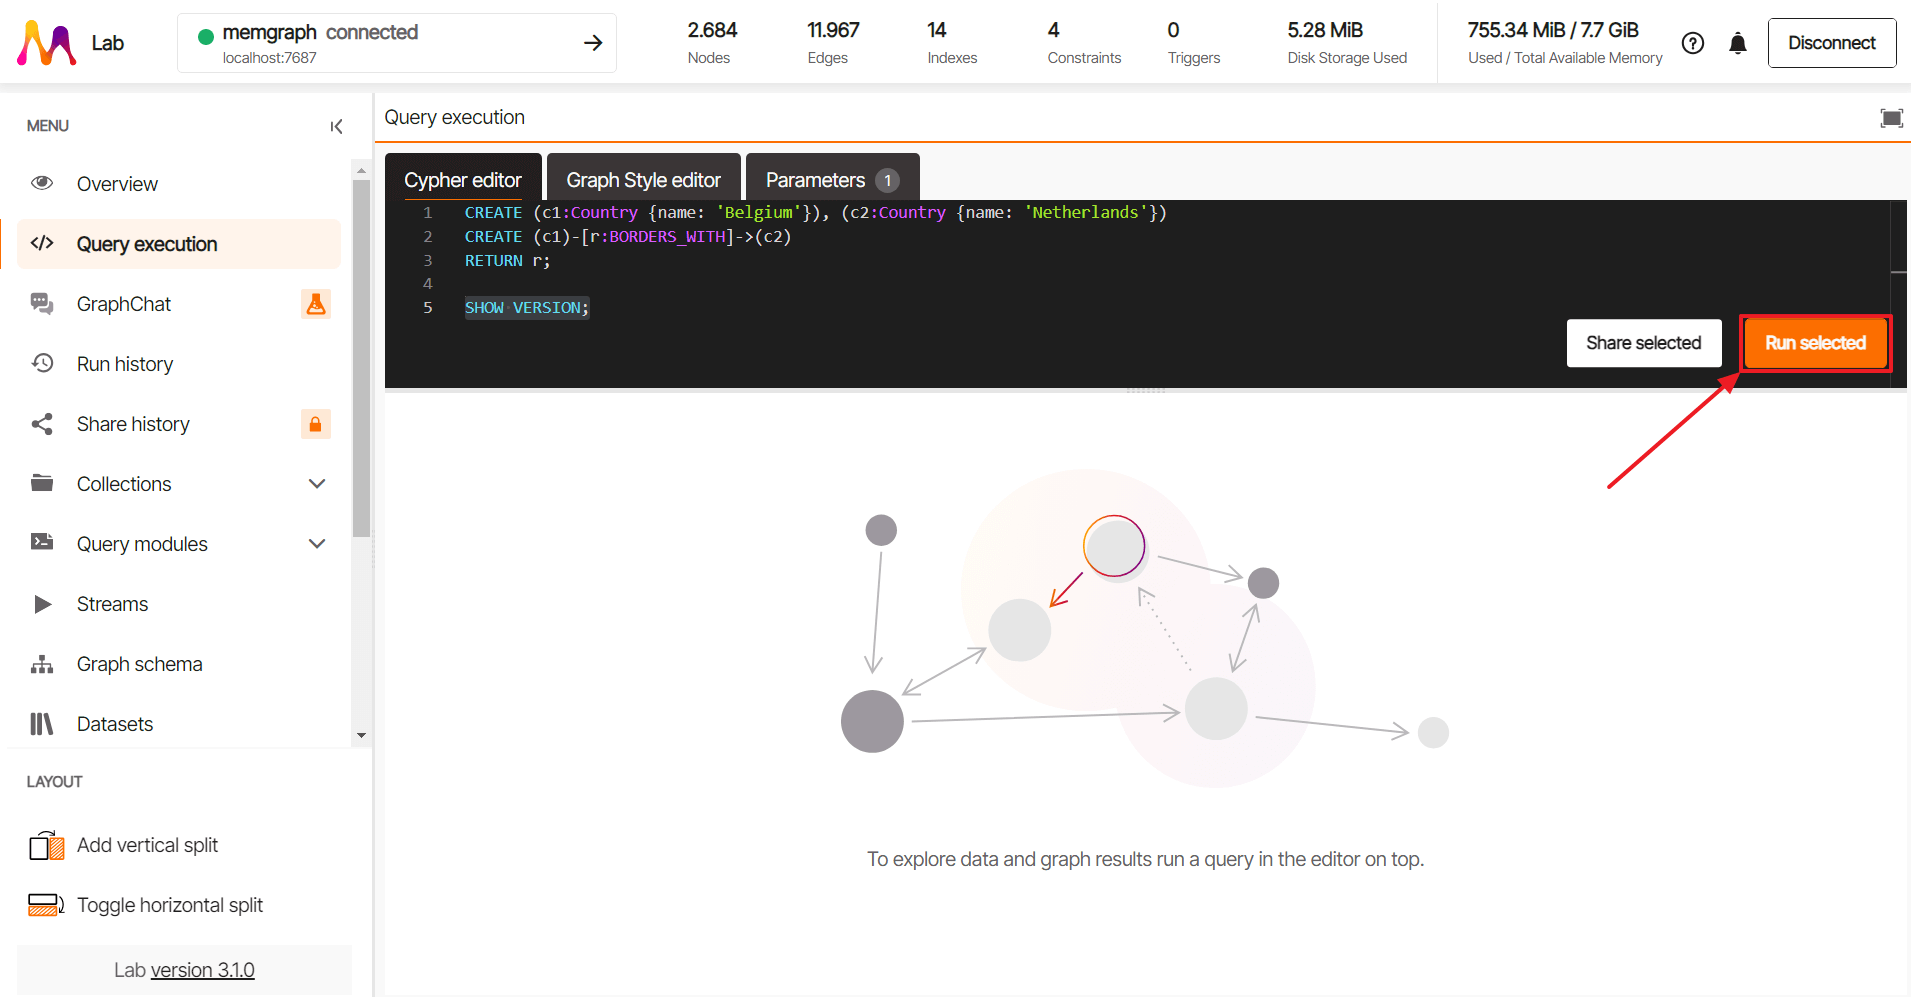 Lab
memgraph connected
localhost:7687
2.684
Nodes
11.967
Edges
14
Indexes
4
Constraints
0
Triggers
5.28 MiB
Disk Storage Used
755.34 MiB / 7.7 GiB
Used / Total Available Memory
Disconnect
MENU
Overview
Query execution
GraphChat
Run history
Share history
Collections
Query modules
Streams
Graph schema
Datasets
LAYOUT
Add vertical split
Toggle horizontal split
Lab version 3.1.0
Query execution
Cypher editor
Graph Style editor
Parameters 1
1 CREATE (c1:Country {name: 'Belgium'}), (c2:Country {name: 'Netherlands'})
2 CREATE (c1)-[r:BORDERS_WITH]->(c2)
3 RETURN r;
4
5 SHOW VERSION;
Share selected
Run selected
To explore data and graph results run a query in the editor on top.